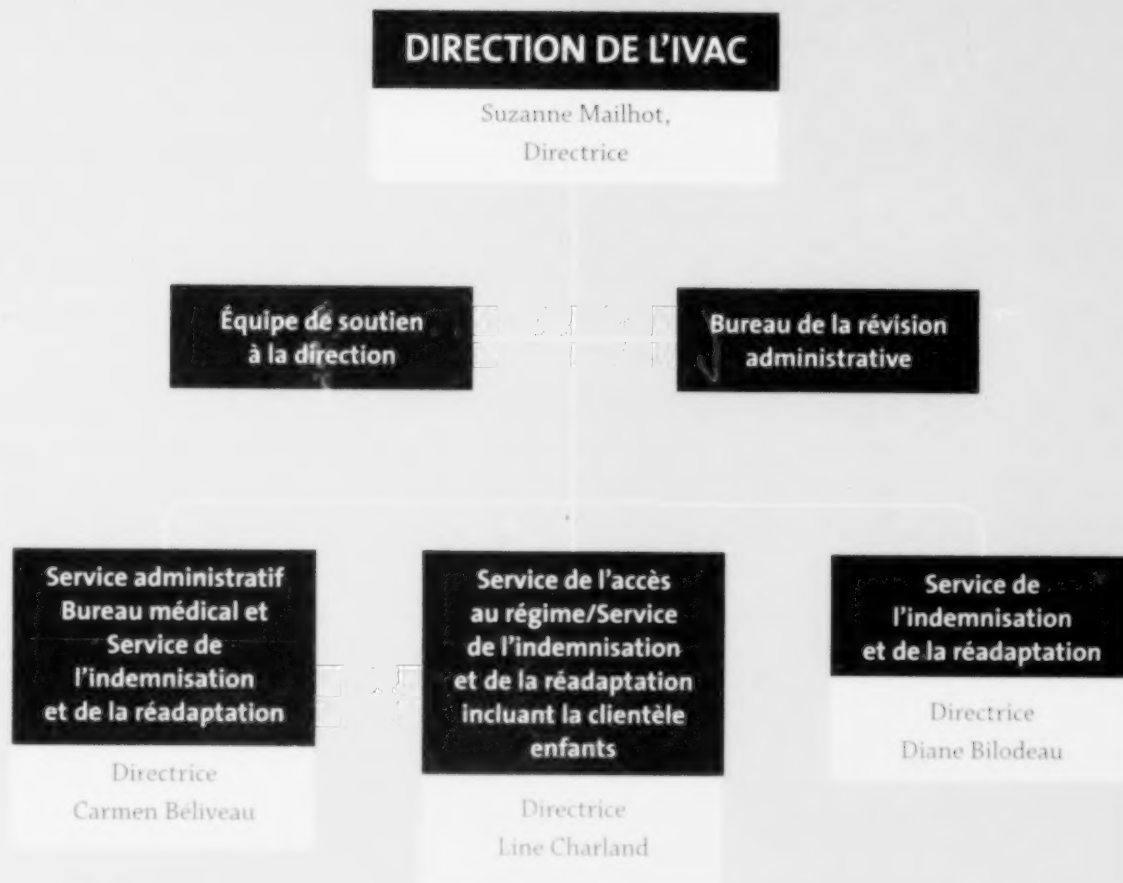 DIRECTION DE L'IVAC
Suzanne Mailhot,
Directrice
Équipe de soutien
à la direction
Bureau de la révision
administrative
Service administratif
Bureau médical et
Service de
l'indemnisation
et de la réadaptation
Directrice
Carmen Béliveau
Service de l'accès
au régime/Service
de l'indemnisation
et de la réadaptation
incluant la clientèle
enfants
Directrice
Line Charland
Service de
l'indemnisation
et de la réadaptation
Directrice
Diane Bilodeau